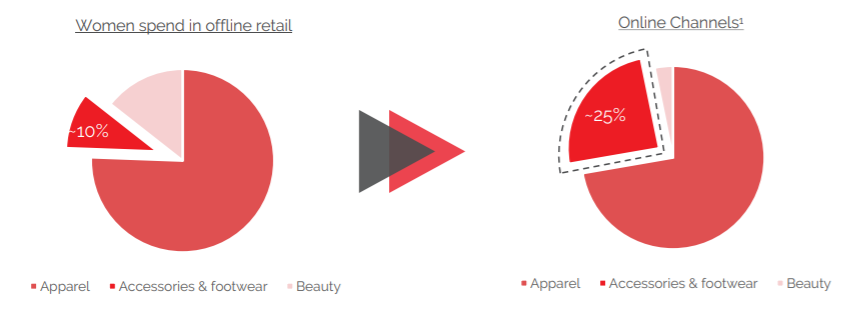 Women spend in offline retail
Online Channels¹
~10%
~25%
Apparel Accessories & footwear Beauty
Apparel Accessories & footwear Beauty